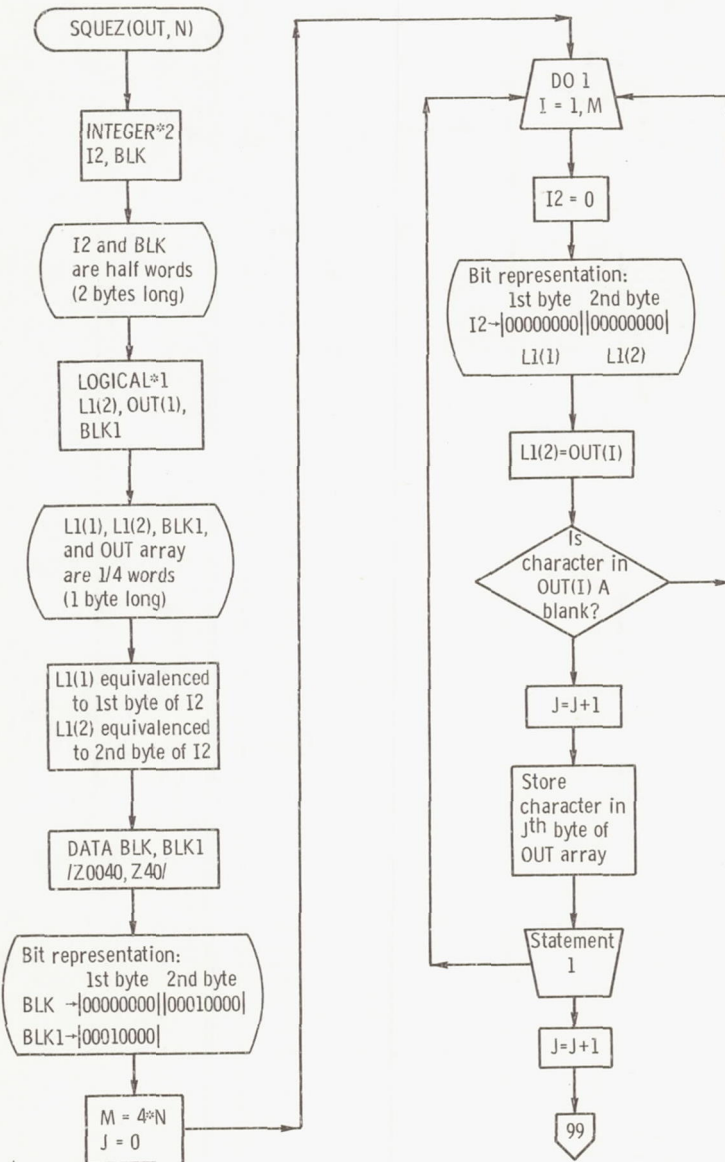 SQUEZ(OUT, N)
INTEGER*2
I2, BLK
I2 and BLK
are half words
(2 bytes long)
LOGICAL*1
L1(2), OUT(1),
BLK1
L1(1), L1(2), BLK1,
and OUT array
are 1/4 words
(1 byte long)
L1(1) equivalenced
to 1st byte of I2
L1(2) equivalenced
to 2nd byte of I2
DATA BLK, BLK1
/Z0040, Z40/
Bit representation:
1st byte 2nd byte
BLK →|00000000||00010000|
BLK1→|00010000|
M = 4*N
J = 0
DO 1
I = 1, M
I2 = 0
Bit representation:
1st byte 2nd byte
I2→|00000000||00000000|
L1(1) L1(2)
L1(2)=OUT(I)
Is
character in
OUT(I) A
blank?
J=J+1
Store
character in
Jth byte of
OUT array
Statement
1
J=J+1
99